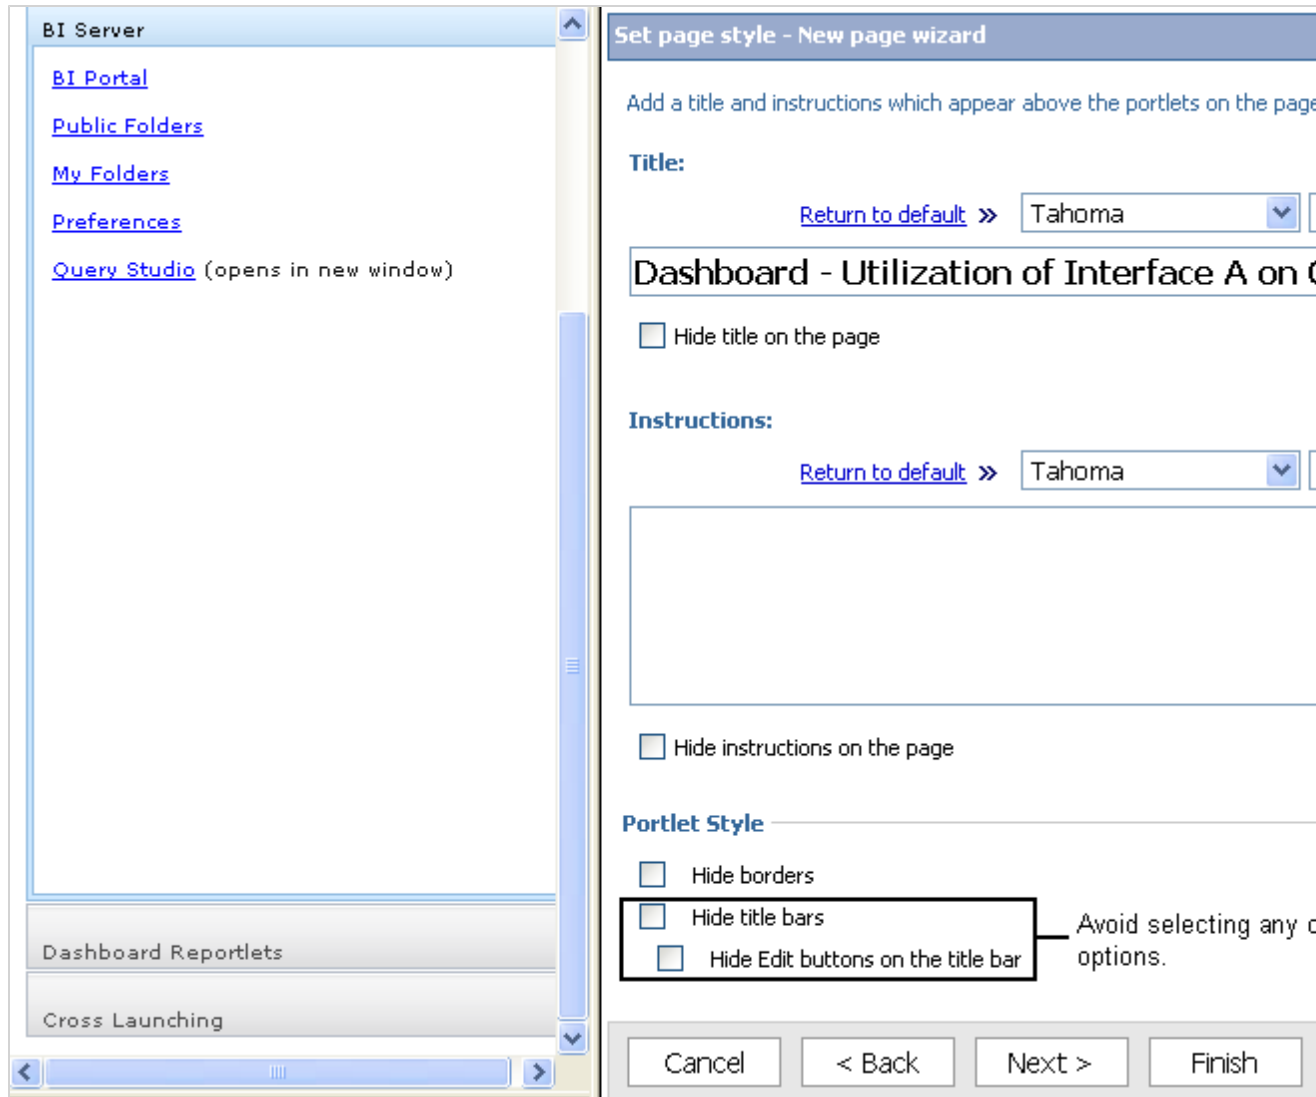 BI Server
BI Portal
Public Folders
My Folders
Preferences
Query Studio (opens in new window)
Dashboard Reportlets
Cross Launching
Set page style - New page wizard
Add a title and instructions which appear above the portlets on the page
Title:
Return to default » Tahoma
Dashboard - Utilization of Interface A on
Hide title on the page
Instructions:
Return to default » Tahoma
Hide instructions on the page
Portlet Style
Hide borders
Hide title bars
Hide Edit buttons on the title bar
Avoid selecting any
options.
Cancel
< Back
Next >
Finish